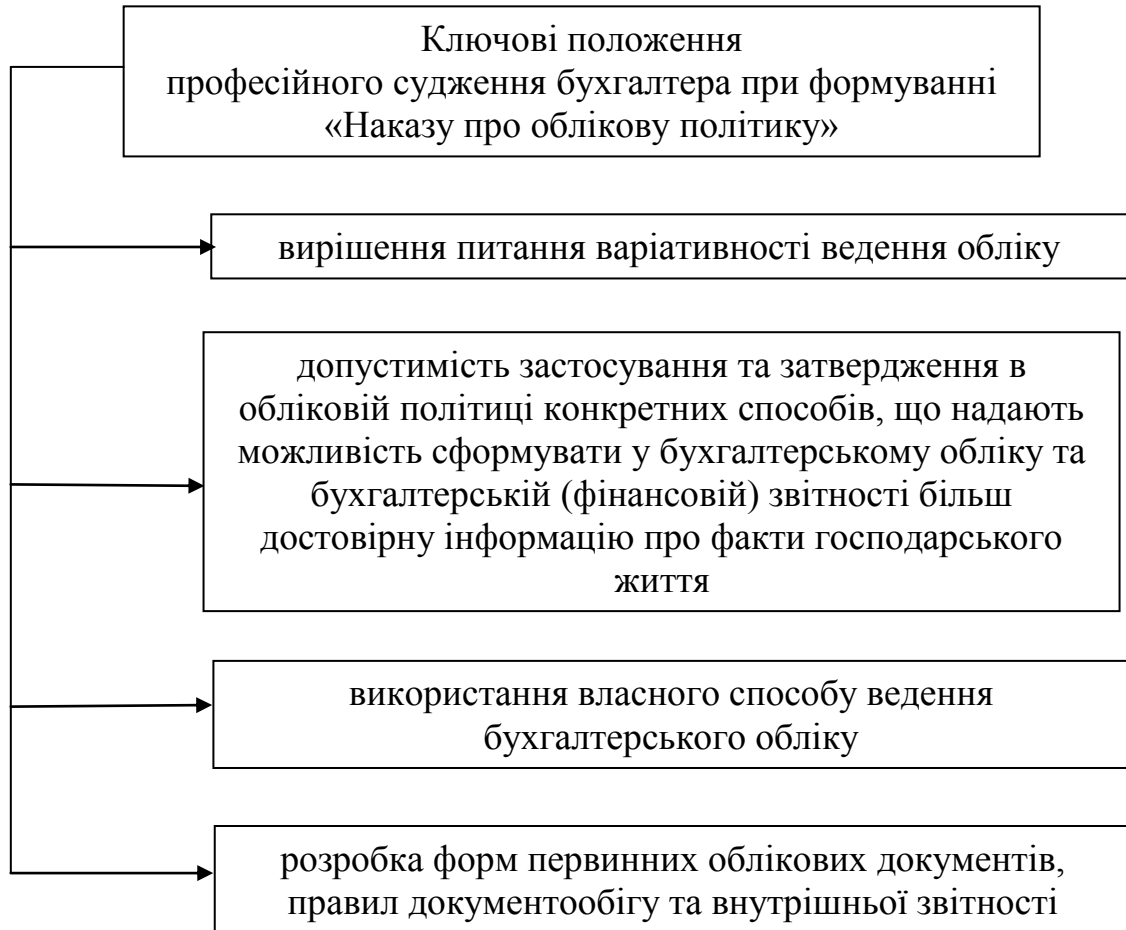 Ключові положення
професійного судження бухгалтера при формуванні
«Наказу про облікову політику»
вирішення питання варіативності ведення обліку
допустимість застосування та затвердження в
обліковій політиці конкретних способів, що надають
можливість сформувати у бухгалтерському обліку та
бухгалтерській (фінансовій) звітності більш
достовірну інформацію про факти господарського
життя
використання власного способу ведення
бухгалтерського обліку
розробка форм первинних облікових документів,
правил документообігу та внутрішньої звітності